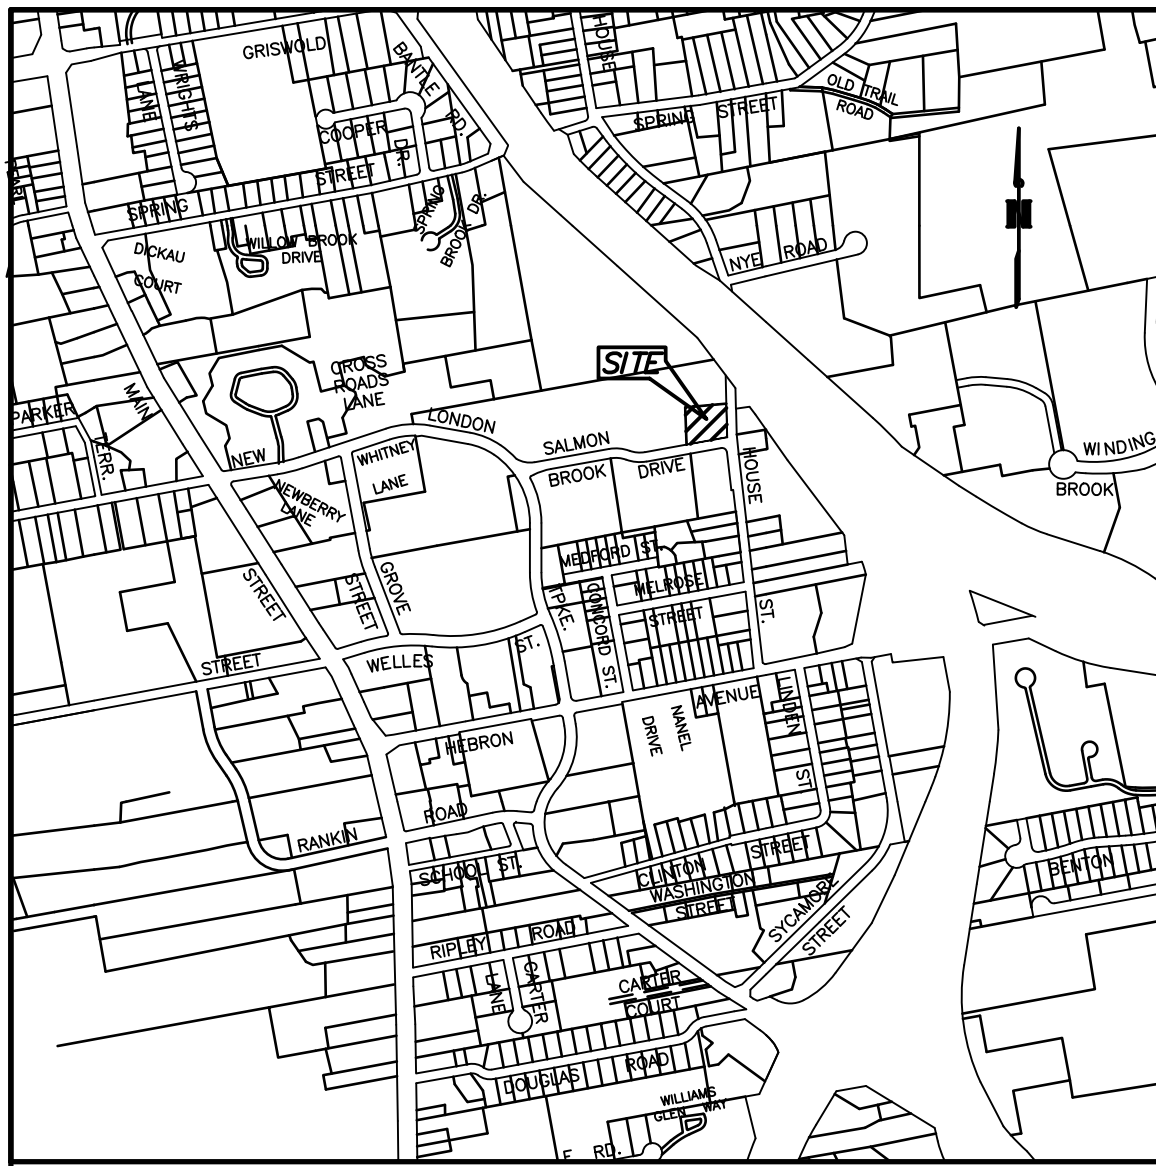 GRISWOLD
BANTLE RD.
HOUSE
WRIGHTS
LANE
OLD TRAIL
ROAD
SPRING STREET
COOPER
DR.
SPRING STREET
SPRING
BROOK DR.
WILLOW BROOK
DRIVE
DICKAU
COURT
NYE ROAD
N
SITE
CROSS
ROADS
LANE
PARKER
TERR.
MAIN
NEW LONDON
WHITNEY
LANE
NEWBERRY
LANE
SALMON
BROOK DRIVE
HOUSE
WINDING
BROOK
MEDFORD ST.
MELROSE
STREET
CONCORD ST.
TPKE.
ST.
GROVE
STREET
STREET
STREET
WELLES
ST.
AVENUE
HEBRON
NANEL
DRIVE
LINDEN
ST
RANKIN
ROAD
SCHOOL ST.
CLINTON STREET
WASHINGTON
STREET
SYCAMORE
STREET
BENTON
RIPLEY ROAD
CARTER
LANE
CARTER
COURT
DOUGLAS ROAD
WILLIAMS
GLEN WAY
RD.